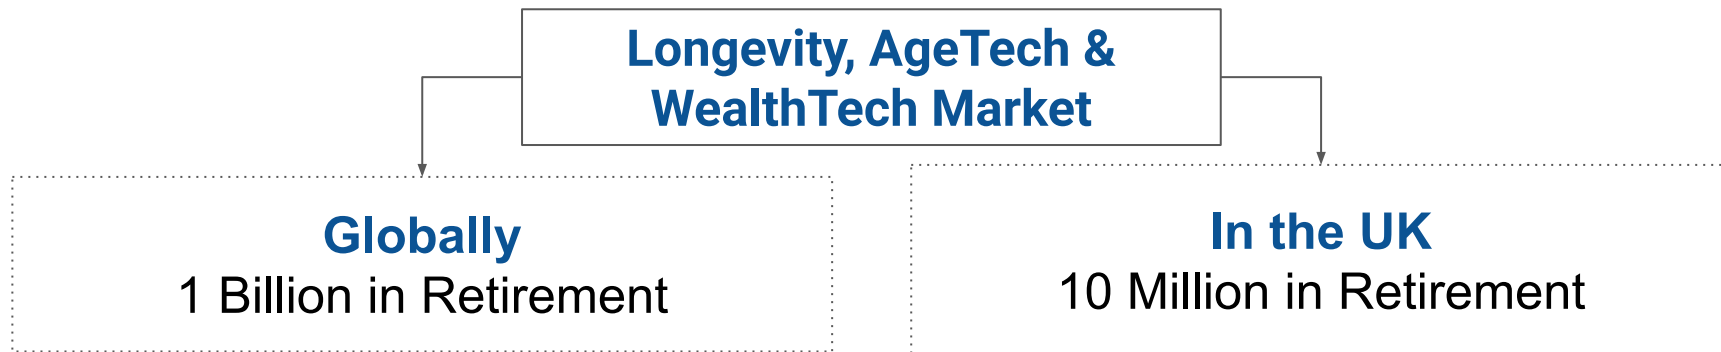 Longevity, AgeTech &
WealthTech Market
Globally
1 Billion in Retirement
In the UK
10 Million in Retirement